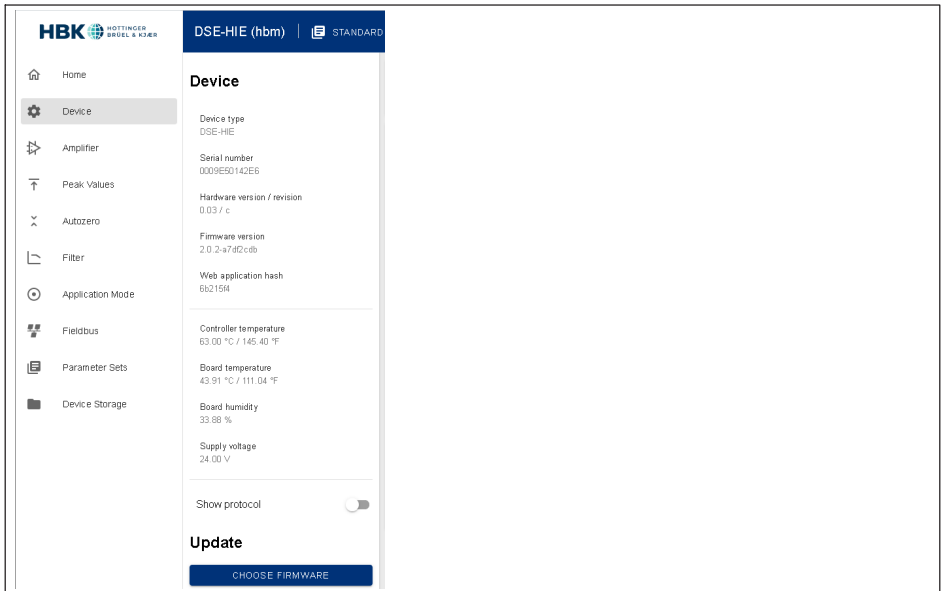 HBK HOTTINGER
BRÜEL & KJÆR
DSE-HIE (hbm)
STANDARD
Home
Device
Amplifier
Peak Values
Autozero
Filter
Application Mode
Fieldbus
Parameter Sets
Device Storage
Device
Device type
DSE-HIE
Serial number
0009E50142E6
Hardware version / revision
0.03 / c
Firmware version
2.0.2-a7df2cdb
Web application hash
6b215f4
Controller temperature
63.00 °C / 145.40 °F
Board temperature
43.91 °C / 111.04 °F
Board humidity
33.88 %
Supply voltage
24.00 V
Show protocol
Update
CHOOSE FIRMWARE